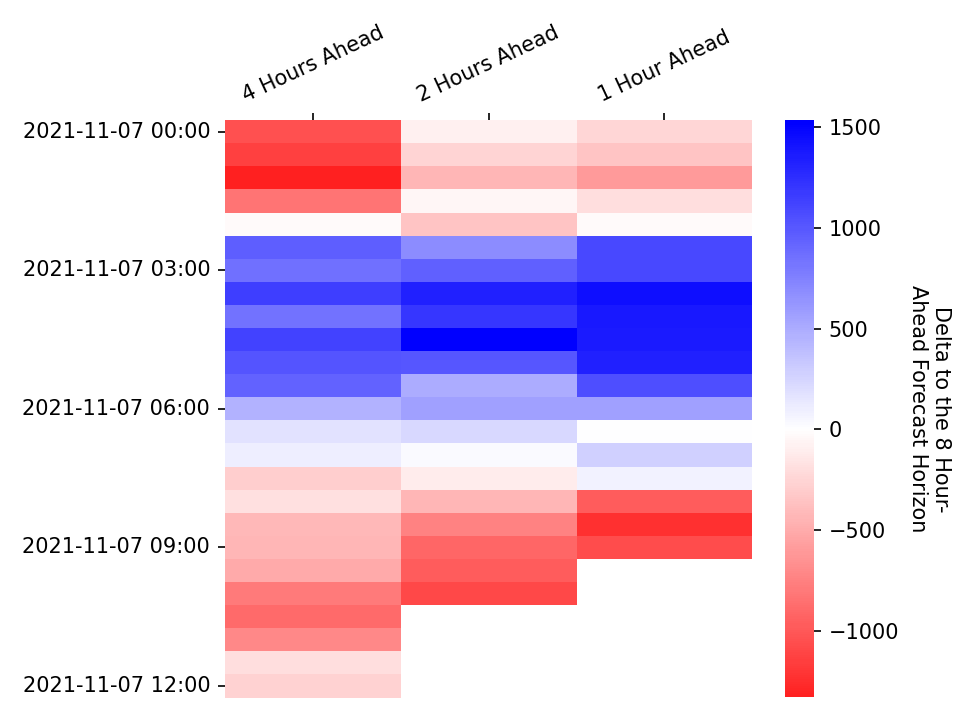 4 Hours Ahead
2 Hours Ahead
1 Hour Ahead
2021-11-07 00:00
2021-11-07 03:00
2021-11-07 06:00
2021-11-07 09:00
2021-11-07 12:00
1500
1000
500
0
−500
−1000
Delta to the 8 Hour-
Ahead Forecast Horizon